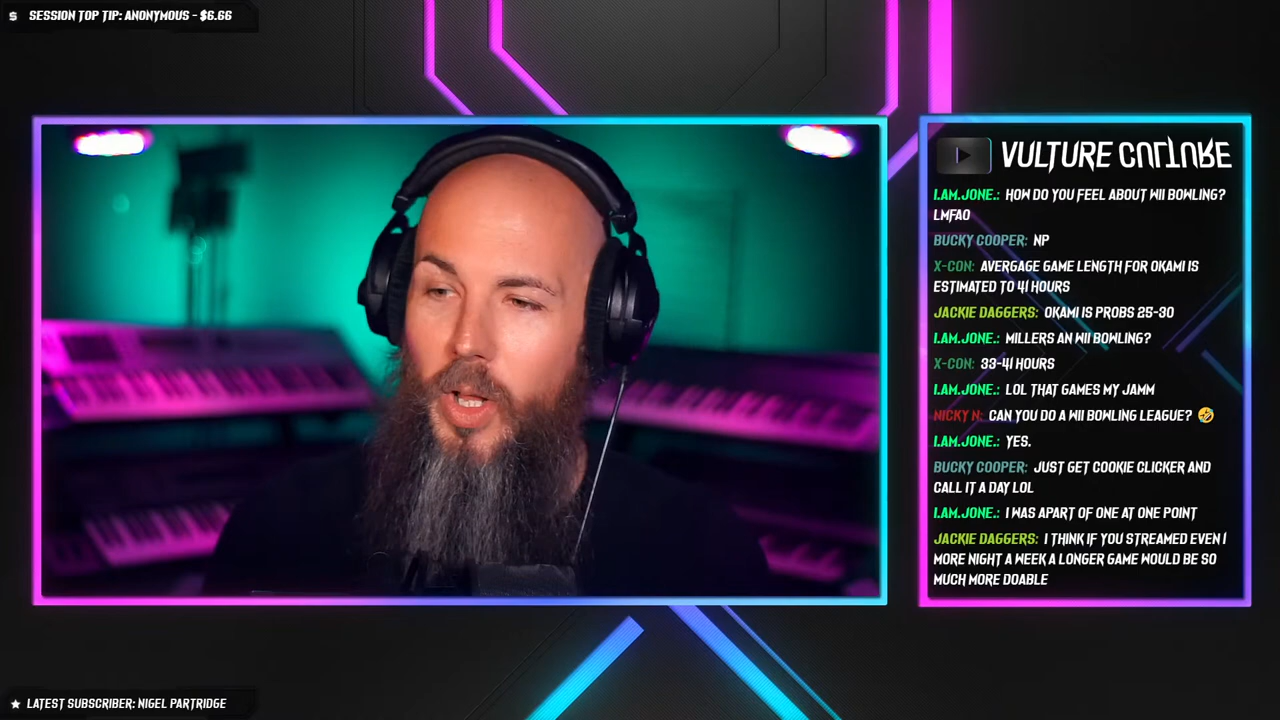 $ SESSION TOP TIP: ANONYMOUS - $6.66
VULTURE CULTURE
I.AM.JONE.: HOW DO YOU FEEL ABOUT WII BOWLING?
LMFAO
BUCKY COOPER: NP
X-CON: AVERGAGE GAME LENGTH FOR OKAMI IS
ESTIMATED TO 41 HOURS
JACKIE DAGGERS: OKAMI IS PROBS 25-30
I.AM.JONE.: MILLERS AN WII BOWLING?
X-CON: 33-41 HOURS
I.AM.JONE.: LOL THAT GAMES MY JAMM
NICKY N: CAN YOU DO A WII BOWLING LEAGUE? 🤣
I.AM.JONE.: YES.
BUCKY COOPER: JUST GET COOKIE CLICKER AND
CALL IT A DAY LOL
I.AM.JONE.: I WAS APART OF ONE AT ONE POINT
JACKIE DAGGERS: I THINK IF YOU STREAMED EVEN 1
MORE NIGHT A WEEK A LONGER GAME WOULD BE SO
MUCH MORE DOABLE
★ LATEST SUBSCRIBER: NIGEL PARTRIDGE